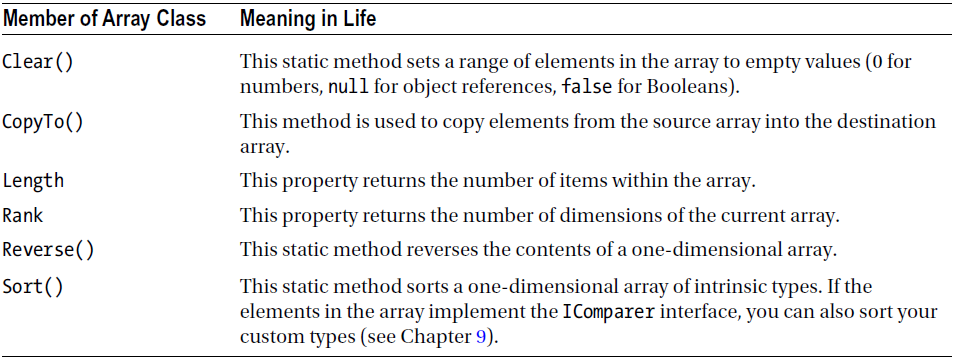 Member of Array Class Meaning in Life
Clear() This static method sets a range of elements in the array to empty values (0 for
numbers, null for object references, false for Booleans).
CopyTo() This method is used to copy elements from the source array into the destination
array.
Length This property returns the number of items within the array.
Rank This property returns the number of dimensions of the current array.
Reverse() This static method reverses the contents of a one-dimensional array.
Sort() This static method sorts a one-dimensional array of intrinsic types. If the
elements in the array implement the IComparer interface, you can also sort your
custom types (see Chapter 9).